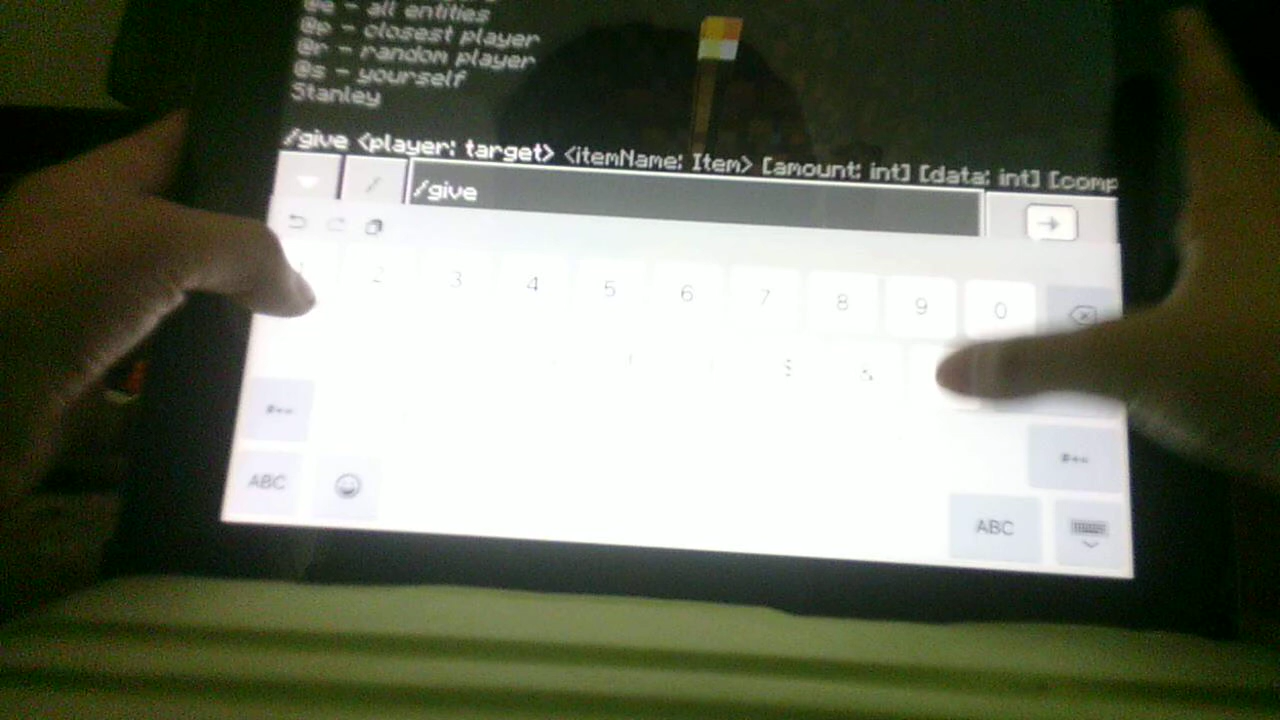 @e - all entities
@p - closest player
@r - random player
@s - yourself
Stanley
/give <player: target> <itemName: Item> [amount: int] [data: int] [comp
/
/give
2 3 4 5 6 7 8 9 0
$ &
#+=
#+=
ABC
ABC